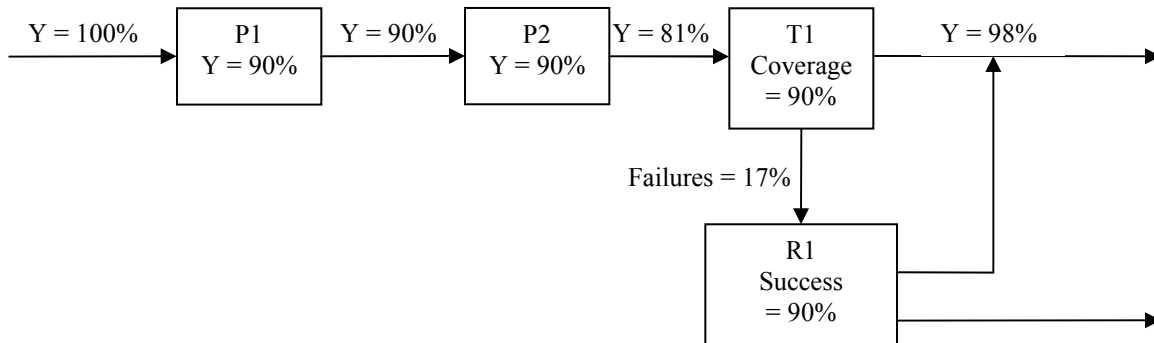 Y = 100%
P1
Y = 90%
Y = 90%
P2
Y = 90%
Y = 81%
T1
Coverage
= 90%
Y = 98%
Failures = 17%
R1
Success
= 90%